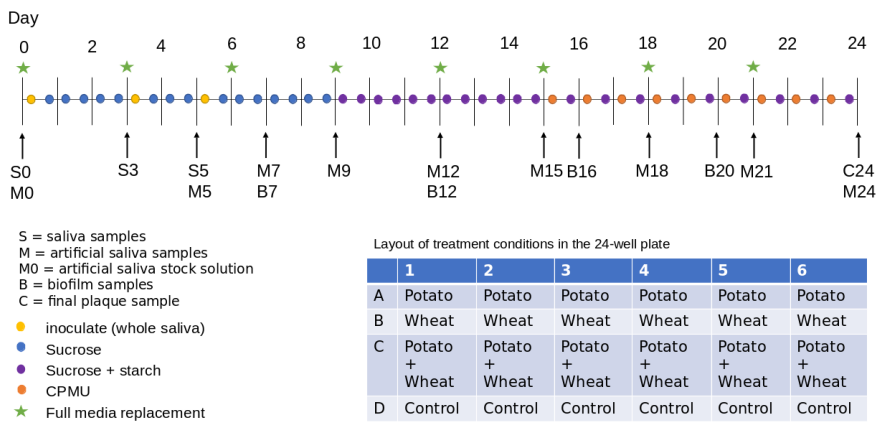 Day
0 2 4 6 8 10 12 14 16 18 20 22 24
S0 S3 S5 M7 M9 M12 M15 B16 M18 B20 M21 C24
M0 M5 B7 B12 M24
S = saliva samples
M = artificial saliva samples
M0 = artificial saliva stock solution
B = biofilm samples
C = final plaque sample
inoculate (whole saliva)
Sucrose
Sucrose + starch
CPMU
Full media replacement
Layout of treatment conditions in the 24-well plate
1 2 3 4 5 6
A Potato Potato Potato Potato Potato Potato
B Wheat Wheat Wheat Wheat Wheat Wheat
C Potato Potato Potato Potato Potato Potato
+ + + + + +
Wheat Wheat Wheat Wheat Wheat Wheat
D Control Control Control Control Control Control